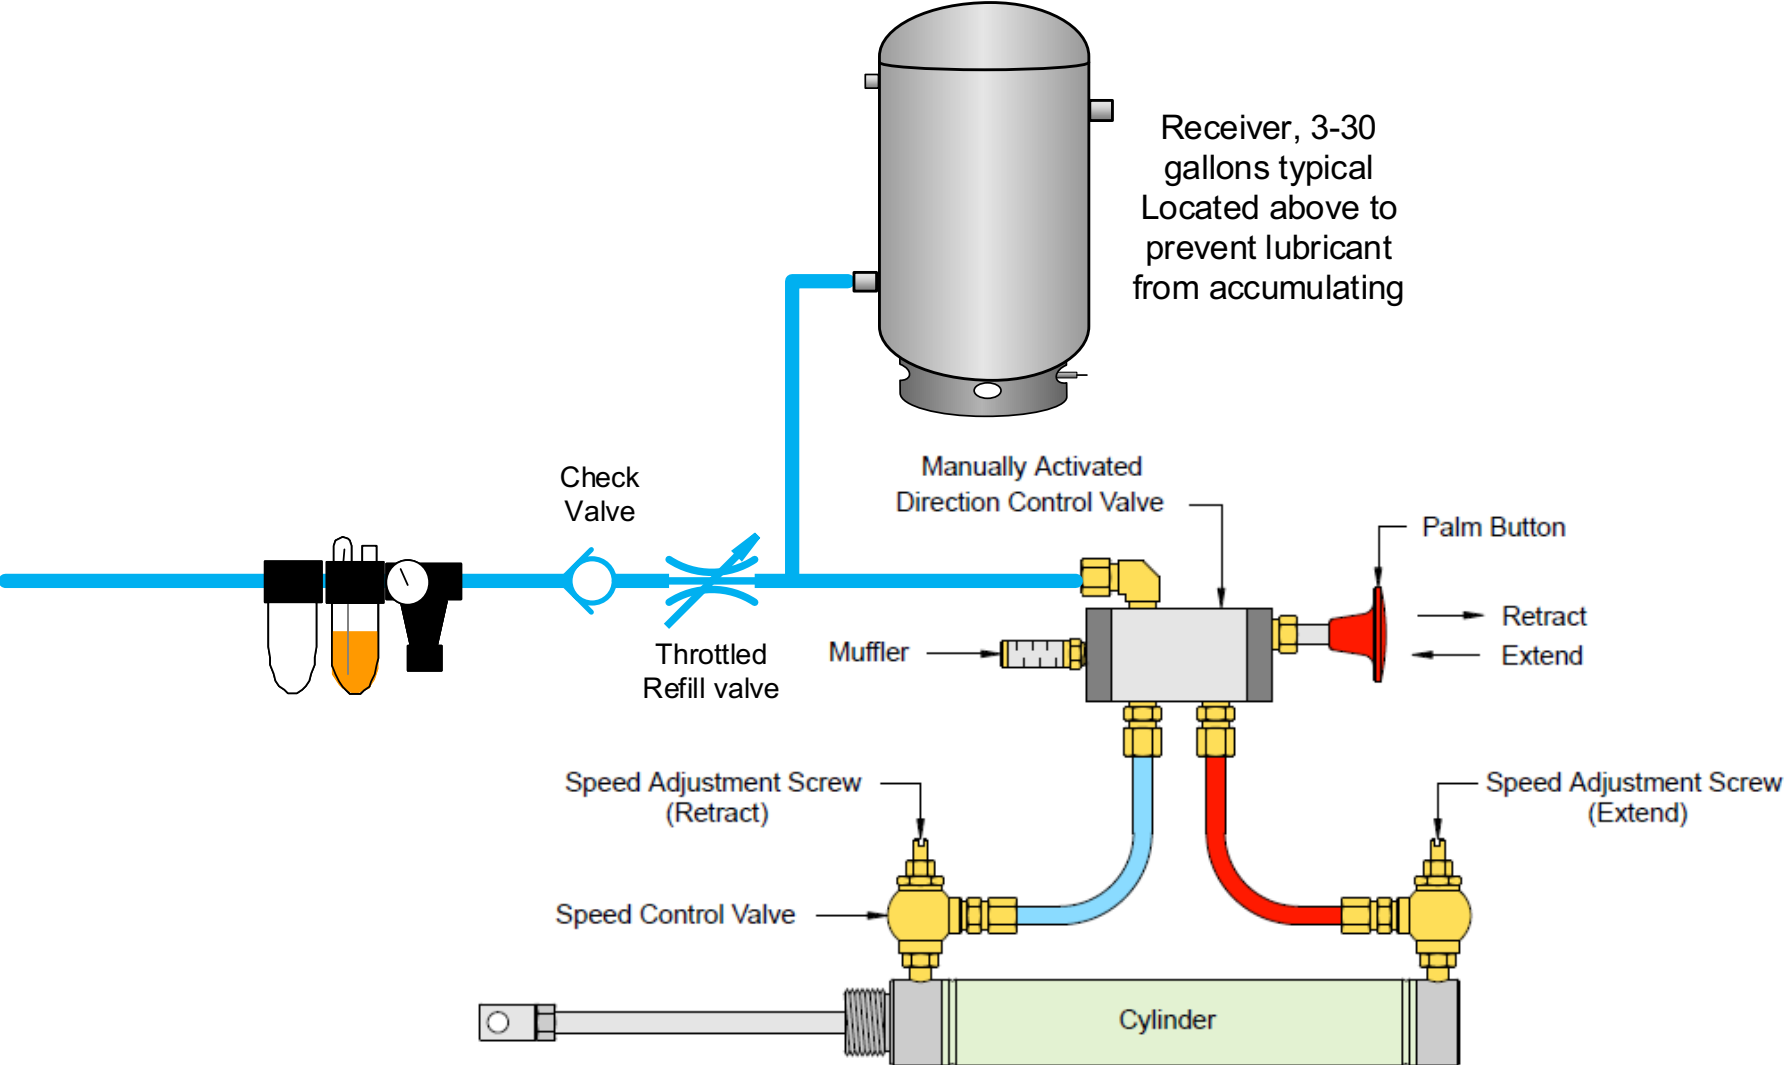 Receiver, 3-30
gallons typical
Located above to
prevent lubricant
from accumulating
Check
Valve
Manually Activated
Direction Control Valve
Palm Button
Retract
Extend
Muffler
Throttled
Refill valve
Speed Adjustment Screw
(Retract)
Speed Adjustment Screw
(Extend)
Speed Control Valve
Cylinder